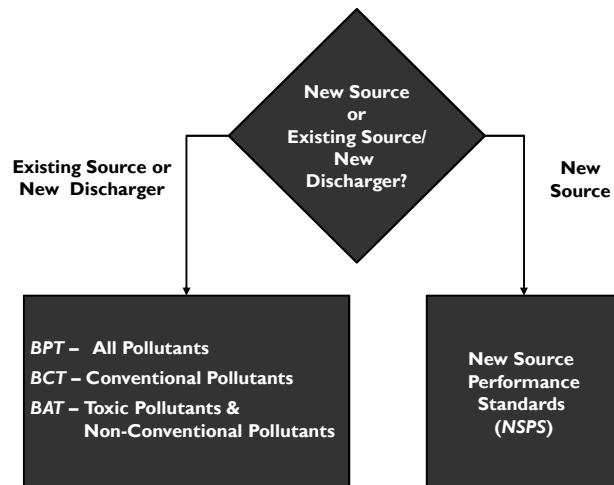 New Source
or
Existing Source/
New
Discharger?
Existing Source or
New Discharger
New
Source
BPT – All Pollutants
BCT – Conventional Pollutants
BAT – Toxic Pollutants &
Non-Conventional Pollutants
New Source
Performance
Standards
(NSPS)